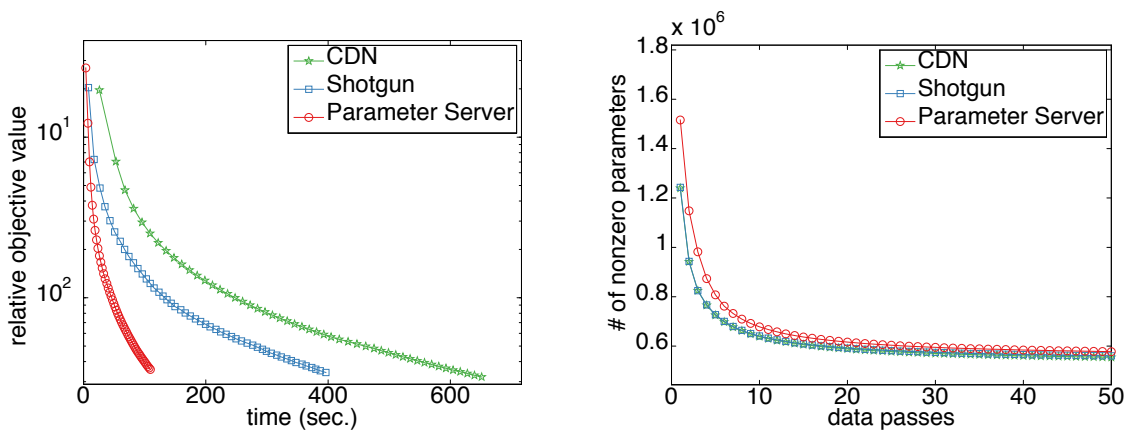 CDN
Shotgun
Parameter Server
relative objective value
10^1
10^2
0
200
400
600
time (sec.)
x 10^6
CDN
Shotgun
Parameter Server
# of nonzero parameters
1.8
1.6
1.4
1.2
1
0.8
0.6
0
10
20
30
40
50
data passes